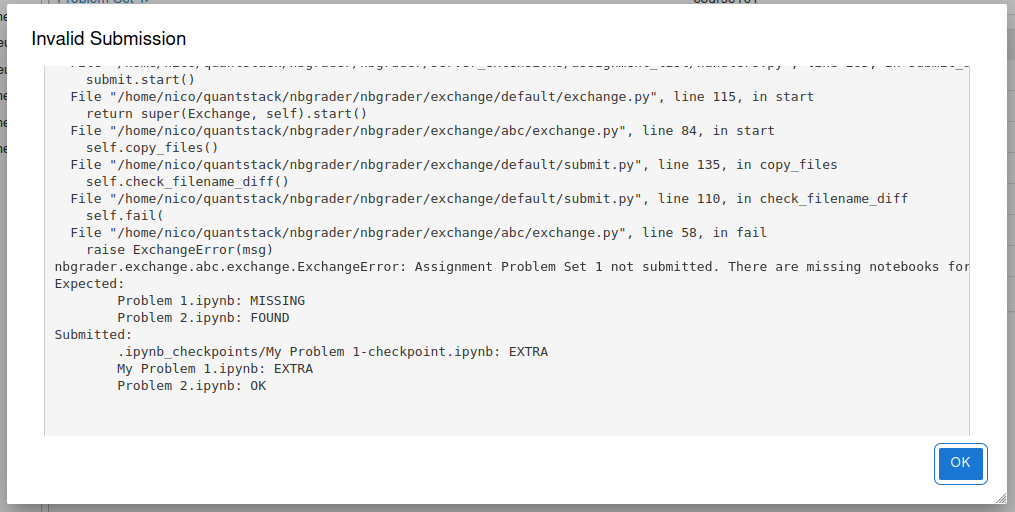 Invalid Submission
submit.start()
File "/home/nico/quantstack/nbgrader/nbgrader/exchange/default/exchange.py", line 115, in start
return super(Exchange, self).start()
File "/home/nico/quantstack/nbgrader/nbgrader/exchange/abc/exchange.py", line 84, in start
self.copy_files()
File "/home/nico/quantstack/nbgrader/nbgrader/exchange/default/submit.py", line 135, in copy_files
self.check_filename_diff()
File "/home/nico/quantstack/nbgrader/nbgrader/exchange/default/submit.py", line 110, in check_filename_diff
self.fail(
File "/home/nico/quantstack/nbgrader/nbgrader/exchange/abc/exchange.py", line 58, in fail
raise ExchangeError(msg)
nbgrader.exchange.abc.exchange.ExchangeError: Assignment Problem Set 1 not submitted. There are missing notebooks for
Expected:
Problem 1.ipynb: MISSING
Problem 2.ipynb: FOUND
Submitted:
.ipynb_checkpoints/My Problem 1-checkpoint.ipynb: EXTRA
My Problem 1.ipynb: EXTRA
Problem 2.ipynb: OK
OK